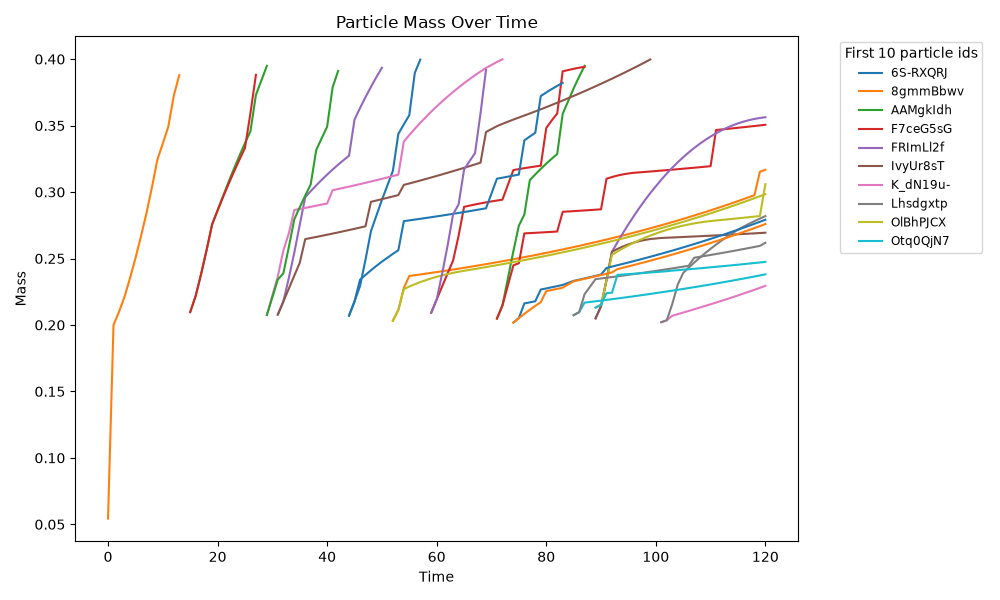 Particle Mass Over Time
First 10 particle ids
6S-RXQRJ
8gmmBbwv
AAMgkIdh
F7ceG5sG
FRImLl2f
IvyUr8sT
K_dN19u-
Lhsdgxtp
OlBhPJCX
Otq0QjN7
Mass
0.40
0.35
0.30
0.25
0.20
0.15
0.10
0.05
0 20 40 60 80 100 120
Time